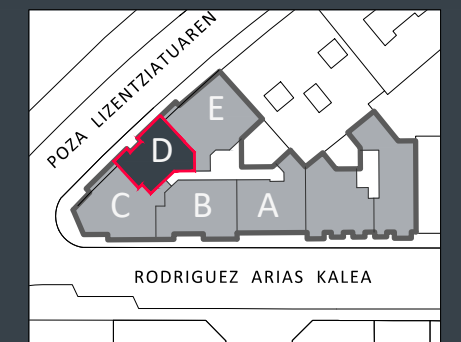 POZA LIZENTZIATUAREN
E
D
C
B
A
RODRIGUEZ ARIAS KALEA